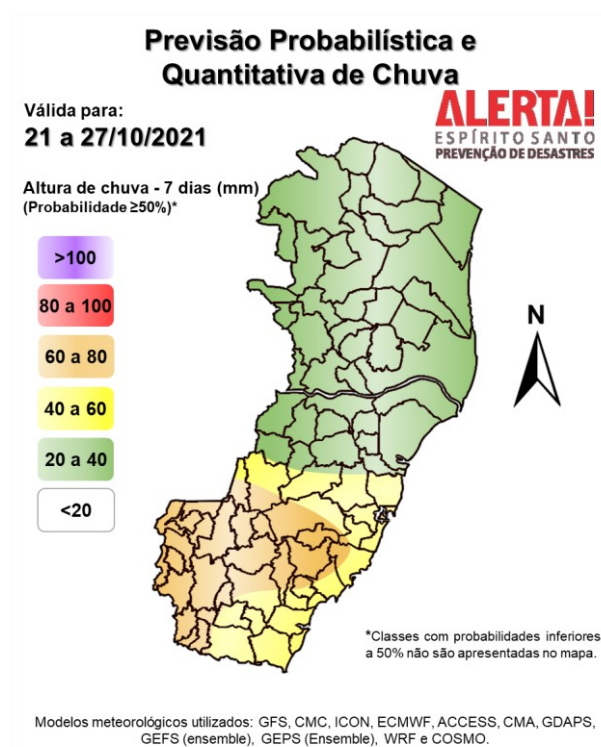 Previsão Probabilística e
Quantitativa de Chuva
Válida para:
21 a 27/10/2021
ALERTA!
ESPÍRITO SANTO
PREVENÇÃO DE DESASTRES
Altura de chuva - 7 dias (mm)
(Probabilidade ≥50%)*
>100
80 a 100
60 a 80
40 a 60
20 a 40
<20
N
*Classes com probabilidades inferiores
a 50% não são apresentadas no mapa.
Modelos meteorológicos utilizados: GFS, CMC, ICON, ECMWF, ACCESS, CMA, GDAPS,
GEFS (ensemble), GEPS (Ensemble), WRF e COSMO.